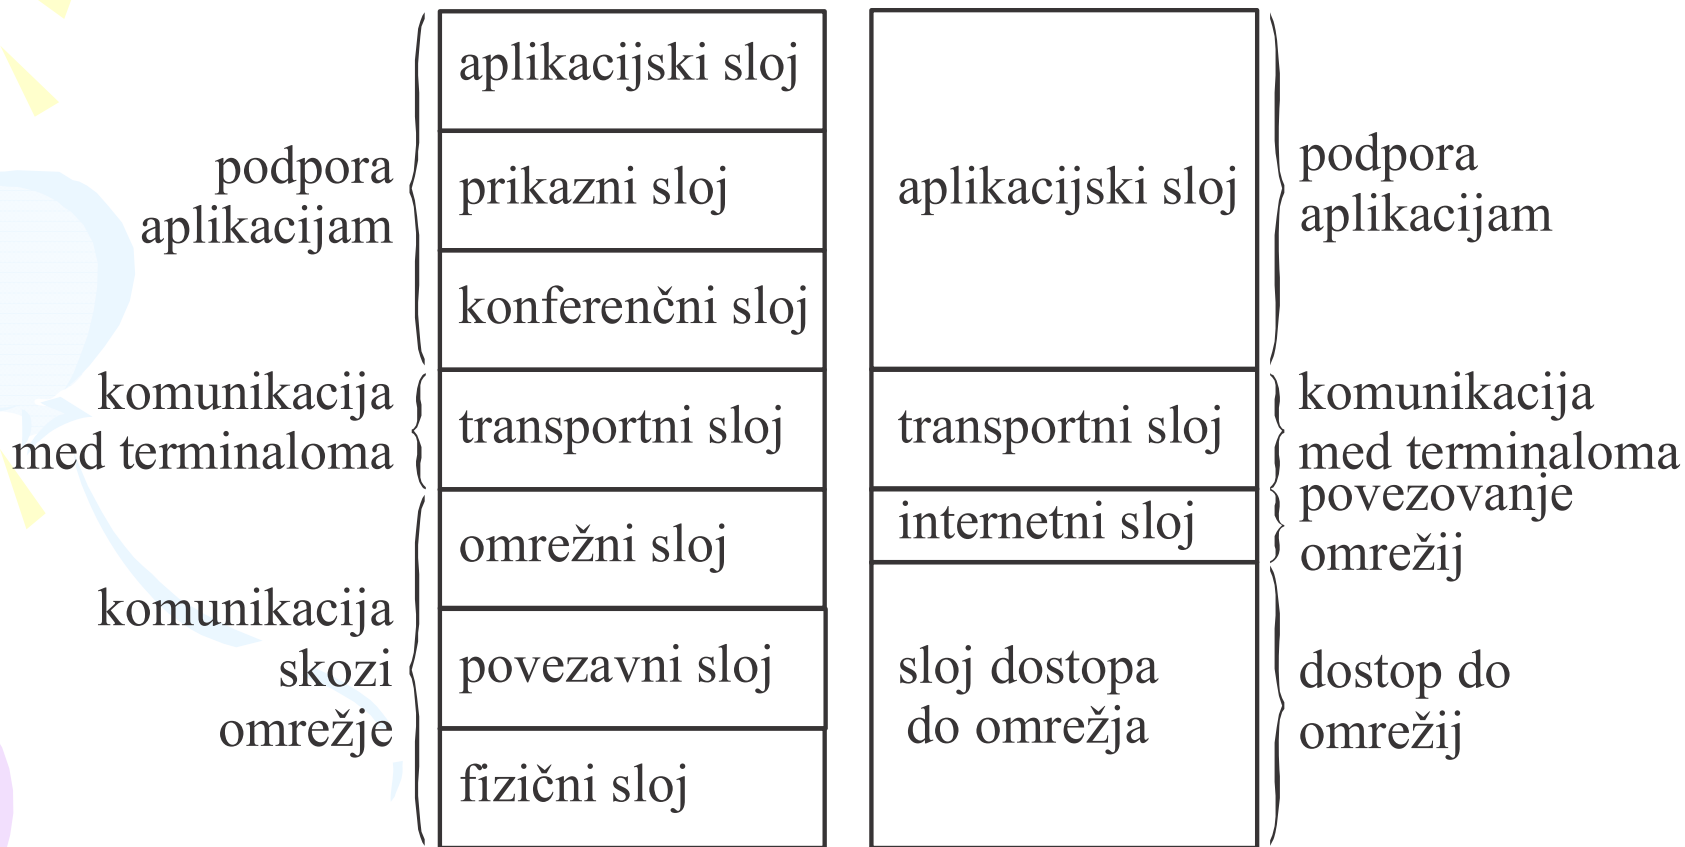 podpora
aplikacijam
komunikacija
med terminaloma
komunikacija
skozi
omrežje
aplikacijski sloj
prikazni sloj
konferenčni sloj
transportni sloj
omrežni sloj
povezavni sloj
fizični sloj
aplikacijski sloj
transportni sloj
internetni sloj
sloj dostopa
do omrežja
podpora
aplikacijam
komunikacija
med terminaloma
povezovanje
omrežij
dostop do
omrežij